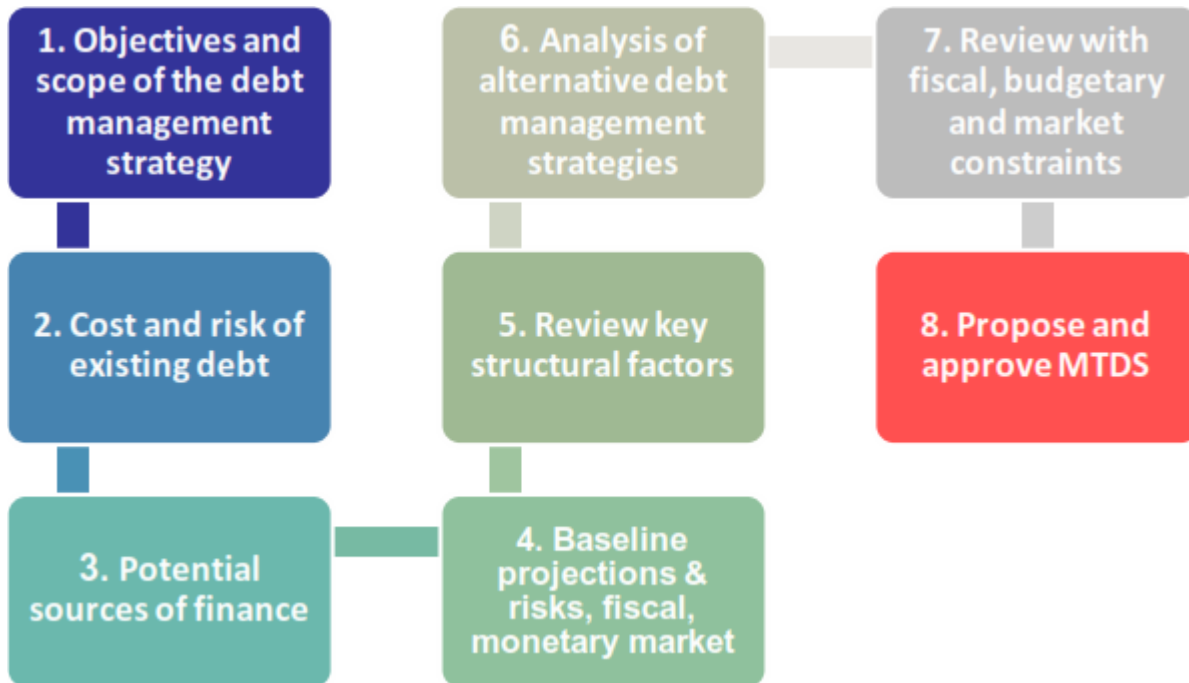 1. Objectives and
scope of the debt
management
strategy
2. Cost and risk of
existing debt
3. Potential
sources of finance
4. Baseline
projections &
risks, fiscal,
monetary market
5. Review key
structural factors
6. Analysis of
alternative debt
management
strategies
7. Review with
fiscal, budgetary
and market
constraints
8. Propose and
approve MTDS